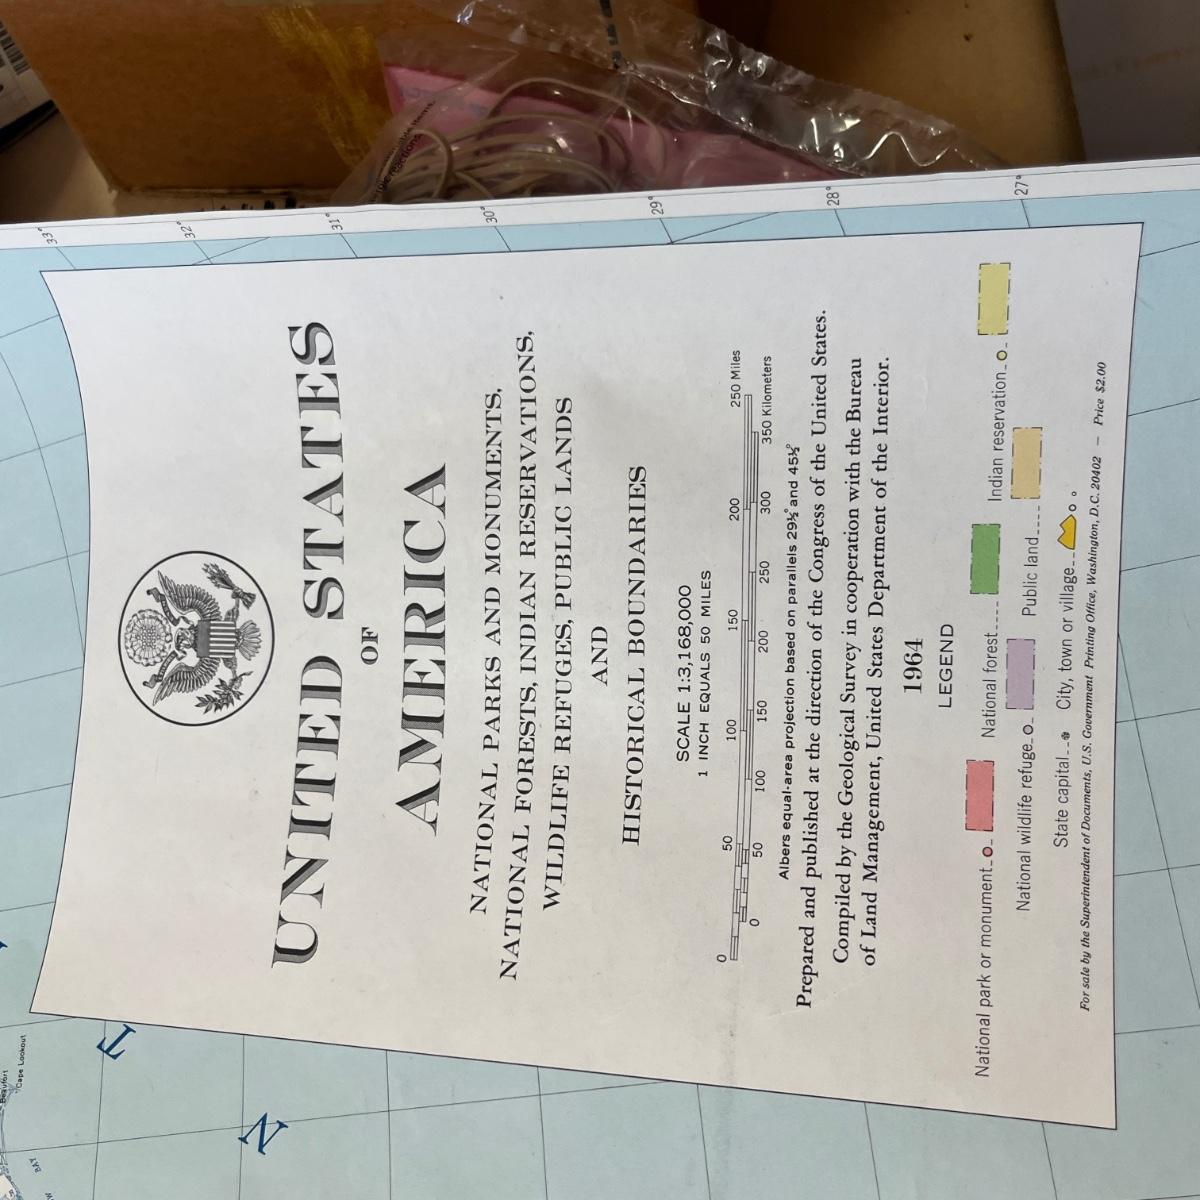 UNITED STATES
OF
AMERICA
NATIONAL PARKS AND MONUMENTS,
NATIONAL FORESTS, INDIAN RESERVATIONS,
WILDLIFE REFUGES, PUBLIC LANDS
AND
HISTORICAL BOUNDARIES
SCALE 1:3,168,000
1 INCH EQUALS 50 MILES
0 50 100 150 200 250 Miles
0 50 100 150 200 250 300 350 Kilometers
Albers equal-area projection based on parallels 29½° and 45½°
Prepared and published at the direction of the Congress of the United States.
Compiled by the Geological Survey in cooperation with the Bureau
of Land Management, United States Department of the Interior.
1964
LEGEND
National park or monument
National forest
Indian reservation
National wildlife refuge
Public land
State capital
City, town or village
For sale by the Superintendent of Documents, U.S. Government Printing Office, Washington, D.C. 20402 — Price $2.00
33°
32°
31°
30°
29°
28°
27°
T
N
Cape Lookout
Beaufort
BAY